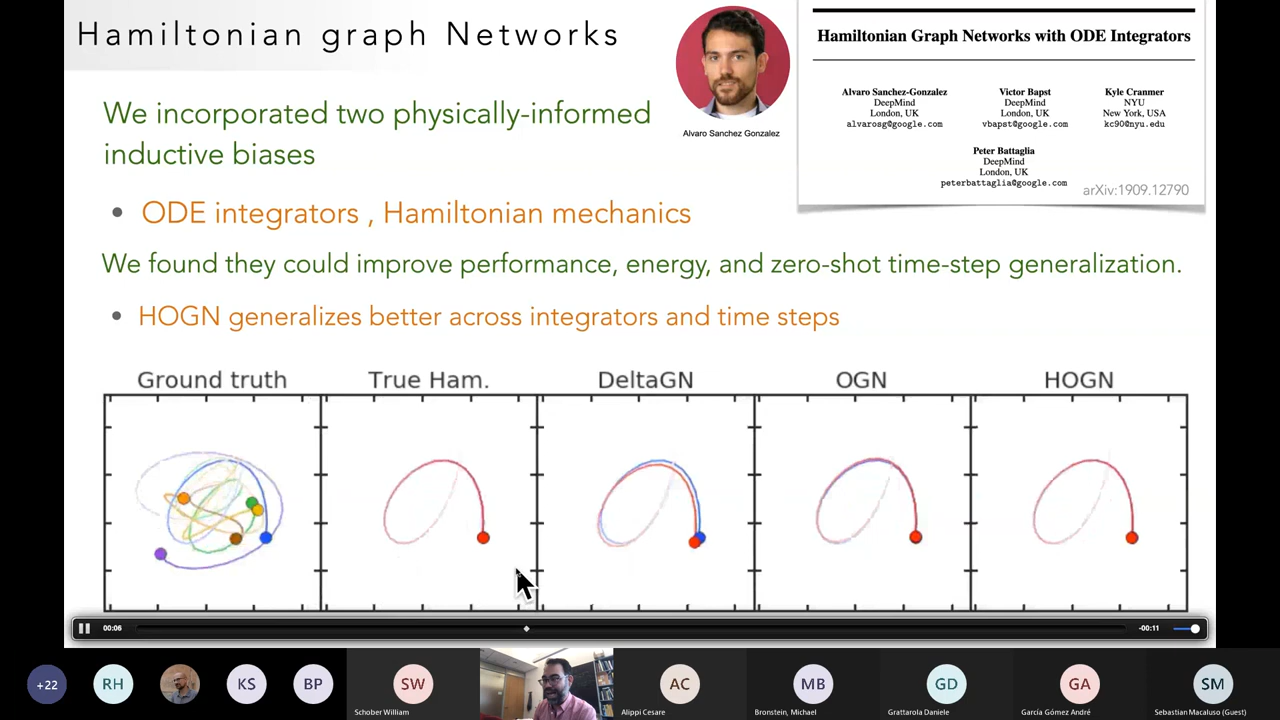 Hamiltonian graph Networks
Alvaro Sanchez Gonzalez
Hamiltonian Graph Networks with ODE Integrators
Alvaro Sanchez-Gonzalez
DeepMind
London, UK
alvarosg@google.com
Victor Bapst
DeepMind
London, UK
vbapst@google.com
Kyle Cranmer
NYU
New York, USA
kc90@nyu.edu
Peter Battaglia
DeepMind
London, UK
peterbattaglia@google.com
arXiv:1909.12790
We incorporated two physically-informed
inductive biases
• ODE integrators , Hamiltonian mechanics
We found they could improve performance, energy, and zero-shot time-step generalization.
• HOGN generalizes better across integrators and time steps
Ground truth
True Ham.
DeltaGN
OGN
HOGN
00:06
-00:11
+22
RH
KS
BP
SW
Schober William
AC
Alippi Cesare
MB
Bronstein, Michael
GD
Grattarola Daniele
GA
García Gómez André
SM
Sebastian Macaluso (Guest)